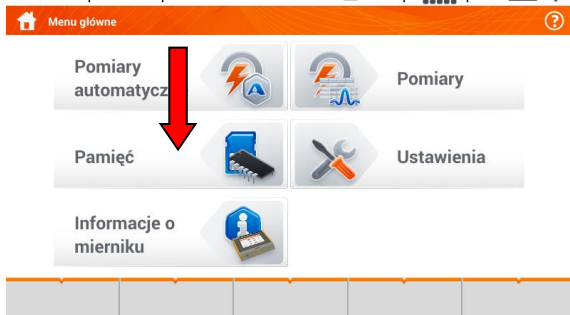 Menu główne
Pomiary
automatycz
Pomiary
Pamięć
Ustawienia
Informacje o
mierniku